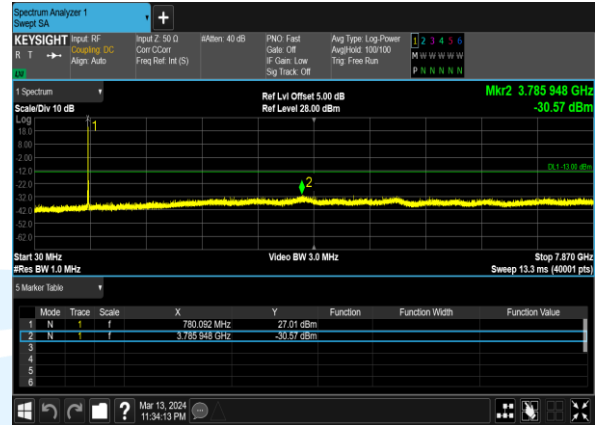 Spectrum Analyzer 1
Swept SA
+
KEYSIGHT Input: RF Input Z: 50 Ω #Atten: 40 dB PNO: Fast Avg Type: Log-Power 1 2 3 4 5 6
R T Coupling: DC Corr CCorr Gate: Off Avg|Hold: 100/100 M W W W W W
Align: Auto Freq Ref: Int (S) IF Gain: Low Trig: Free Run P N N N N N
LXI Sig Track: Off
1 Spectrum Ref Lvl Offset 5.00 dB Mkr2 3.785 948 GHz
Scale/Div 10 dB Ref Level 28.00 dBm -30.57 dBm
Log
1
18.0
8.00
-2.00
DL1 -13.00 dBm
-12.0
2
-22.0
-32.0
-42.0
-52.0
-62.0
Start 30 MHz Video BW 3.0 MHz Stop 7.870 GHz
#Res BW 1.0 MHz Sweep 13.3 ms (40001 pts)
5 Marker Table
Mode Trace Scale X Y Function Function Width Function Value
1 N 1 f 780.092 MHz 27.01 dBm
2 N 1 f 3.785 948 GHz -30.57 dBm
3
4
5
6
? Mar 13, 2024
11:34:13 PM